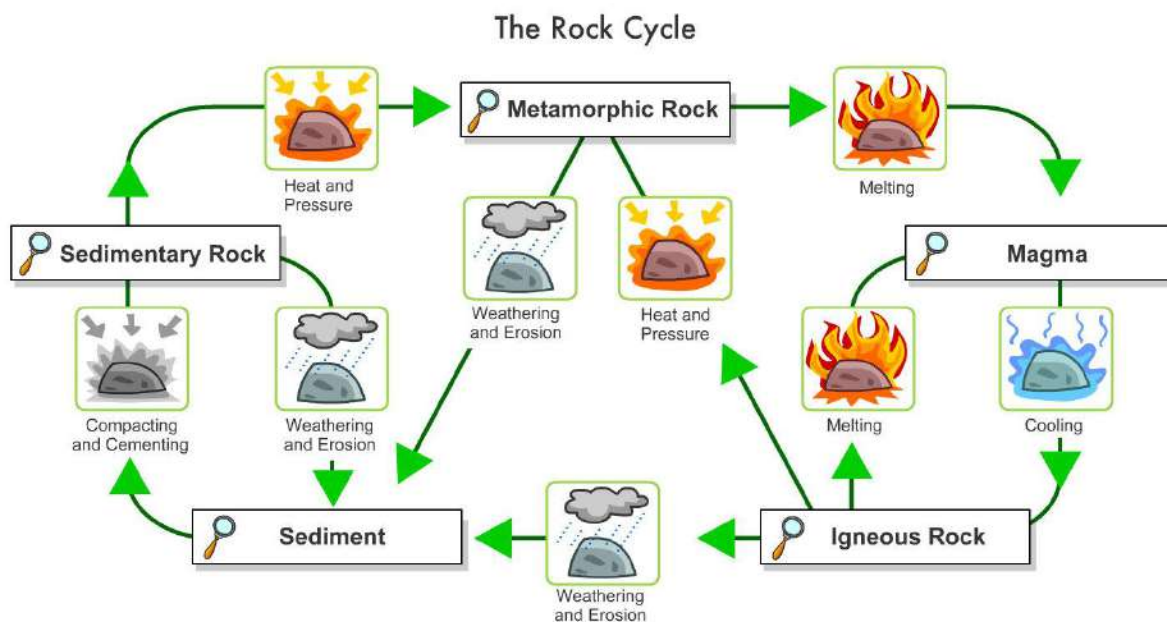 The Rock Cycle
Metamorphic Rock
Heat and
Pressure
Melting
Sedimentary Rock
Weathering
and Erosion
Heat and
Pressure
Magma
Compacting
and Cementing
Weathering
and Erosion
Melting
Cooling
Sediment
Weathering
and Erosion
Igneous Rock